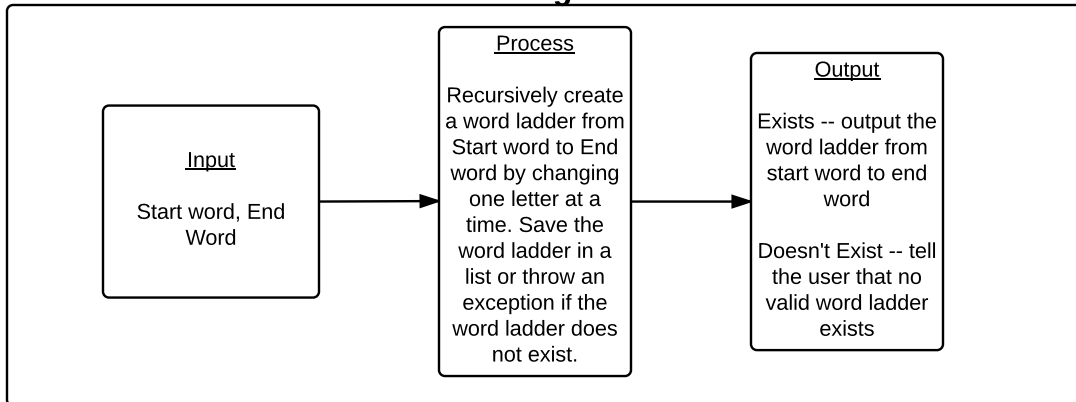 Input
Start word, End
Word
Process
Recursively create
a word ladder from
Start word to End
word by changing
one letter at a
time. Save the
word ladder in a
list or throw an
exception if the
word ladder does
not exist.
Output
Exists -- output the
word ladder from
start word to end
word
Doesn't Exist -- tell
the user that no
valid word ladder
exists